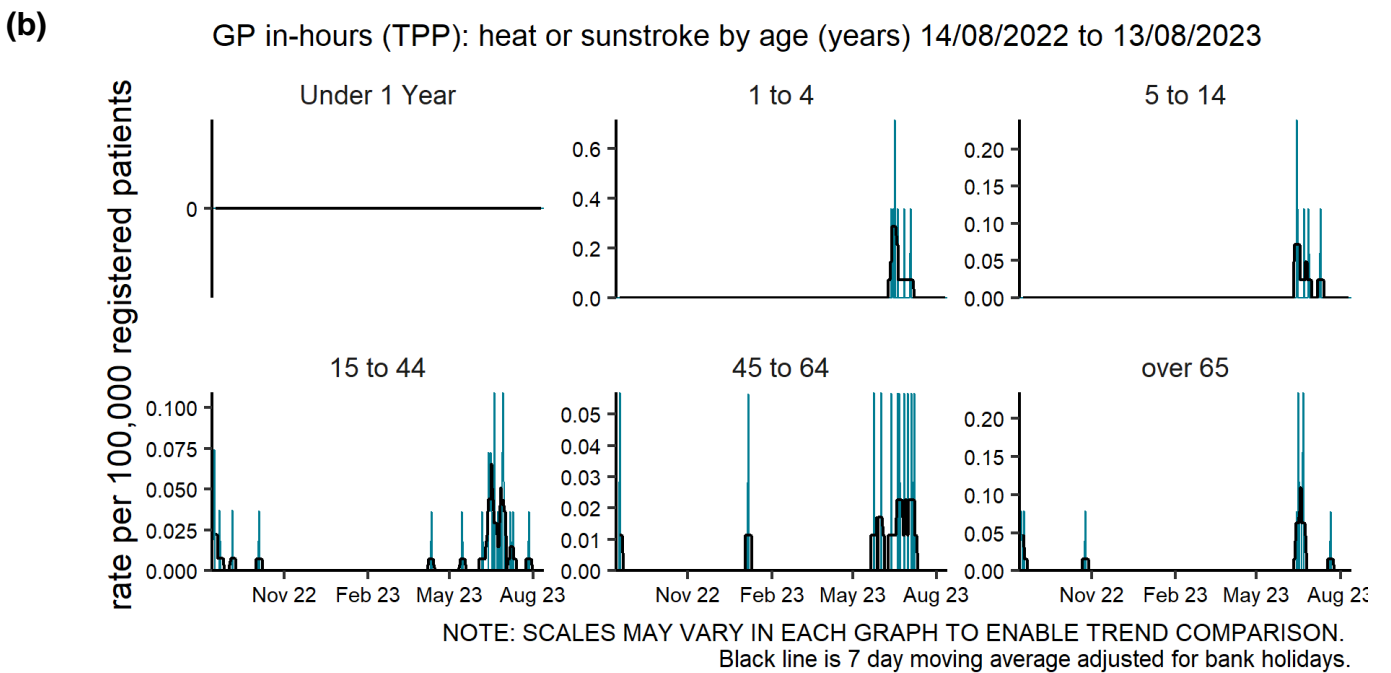 (b)
GP in-hours (TPP): heat or sunstroke by age (years) 14/08/2022 to 13/08/2023
rate per 100,000 registered patients
Under 1 Year
0
1 to 4
0.6
0.4
0.2
0.0
5 to 14
0.20
0.15
0.10
0.05
0.00
15 to 44
0.100
0.075
0.050
0.025
0.000
Nov 22 Feb 23 May 23 Aug 23
45 to 64
0.05
0.04
0.03
0.02
0.01
0.00
Nov 22 Feb 23 May 23 Aug 23
over 65
0.20
0.15
0.10
0.05
0.00
Nov 22 Feb 23 May 23 Aug 23
NOTE: SCALES MAY VARY IN EACH GRAPH TO ENABLE TREND COMPARISON.
Black line is 7 day moving average adjusted for bank holidays.